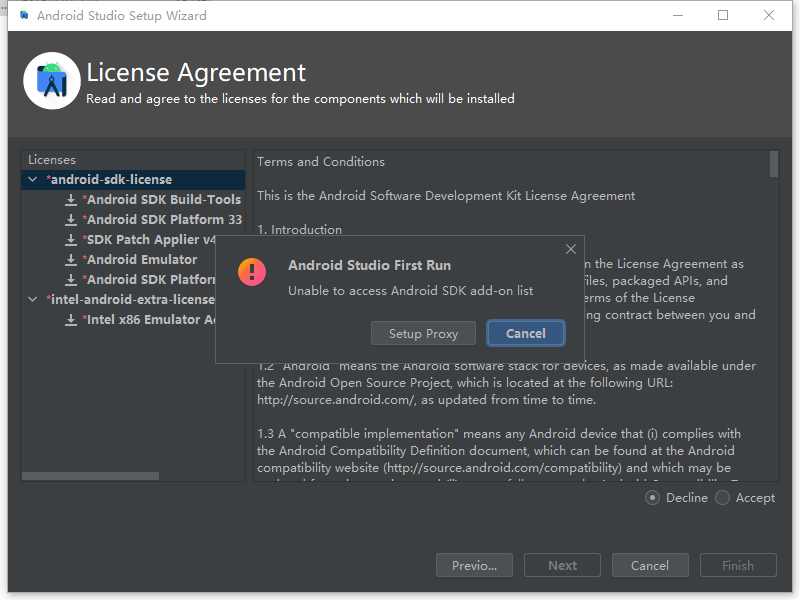 Android Studio Setup Wizard
License Agreement
Read and agree to the licenses for the components which will be installed
Licenses
*android-sdk-license
*Android SDK Build-Tools
*Android SDK Platform 33
*SDK Patch Applier v4
*Android Emulator
*Android SDK Platform
*intel-android-extra-license
*Intel x86 Emulator Ac
Terms and Conditions
This is the Android Software Development Kit License Agreement
1. Introduction
n the License Agreement as
files, packaged APIs, and
erms of the License
ing contract between you and
1.2 "Android" means the Android software stack for devices, as made available under
the Android Open Source Project, which is located at the following URL:
http://source.android.com/, as updated from time to time.
1.3 A "compatible implementation" means any Android device that (i) complies with
the Android Compatibility Definition document, which can be found at the Android
compatibility website (http://source.android.com/compatibility) and which may be
Android Studio First Run
Unable to access Android SDK add-on list
Setup Proxy
Cancel
Decline
Accept
Previo...
Next
Cancel
Finish